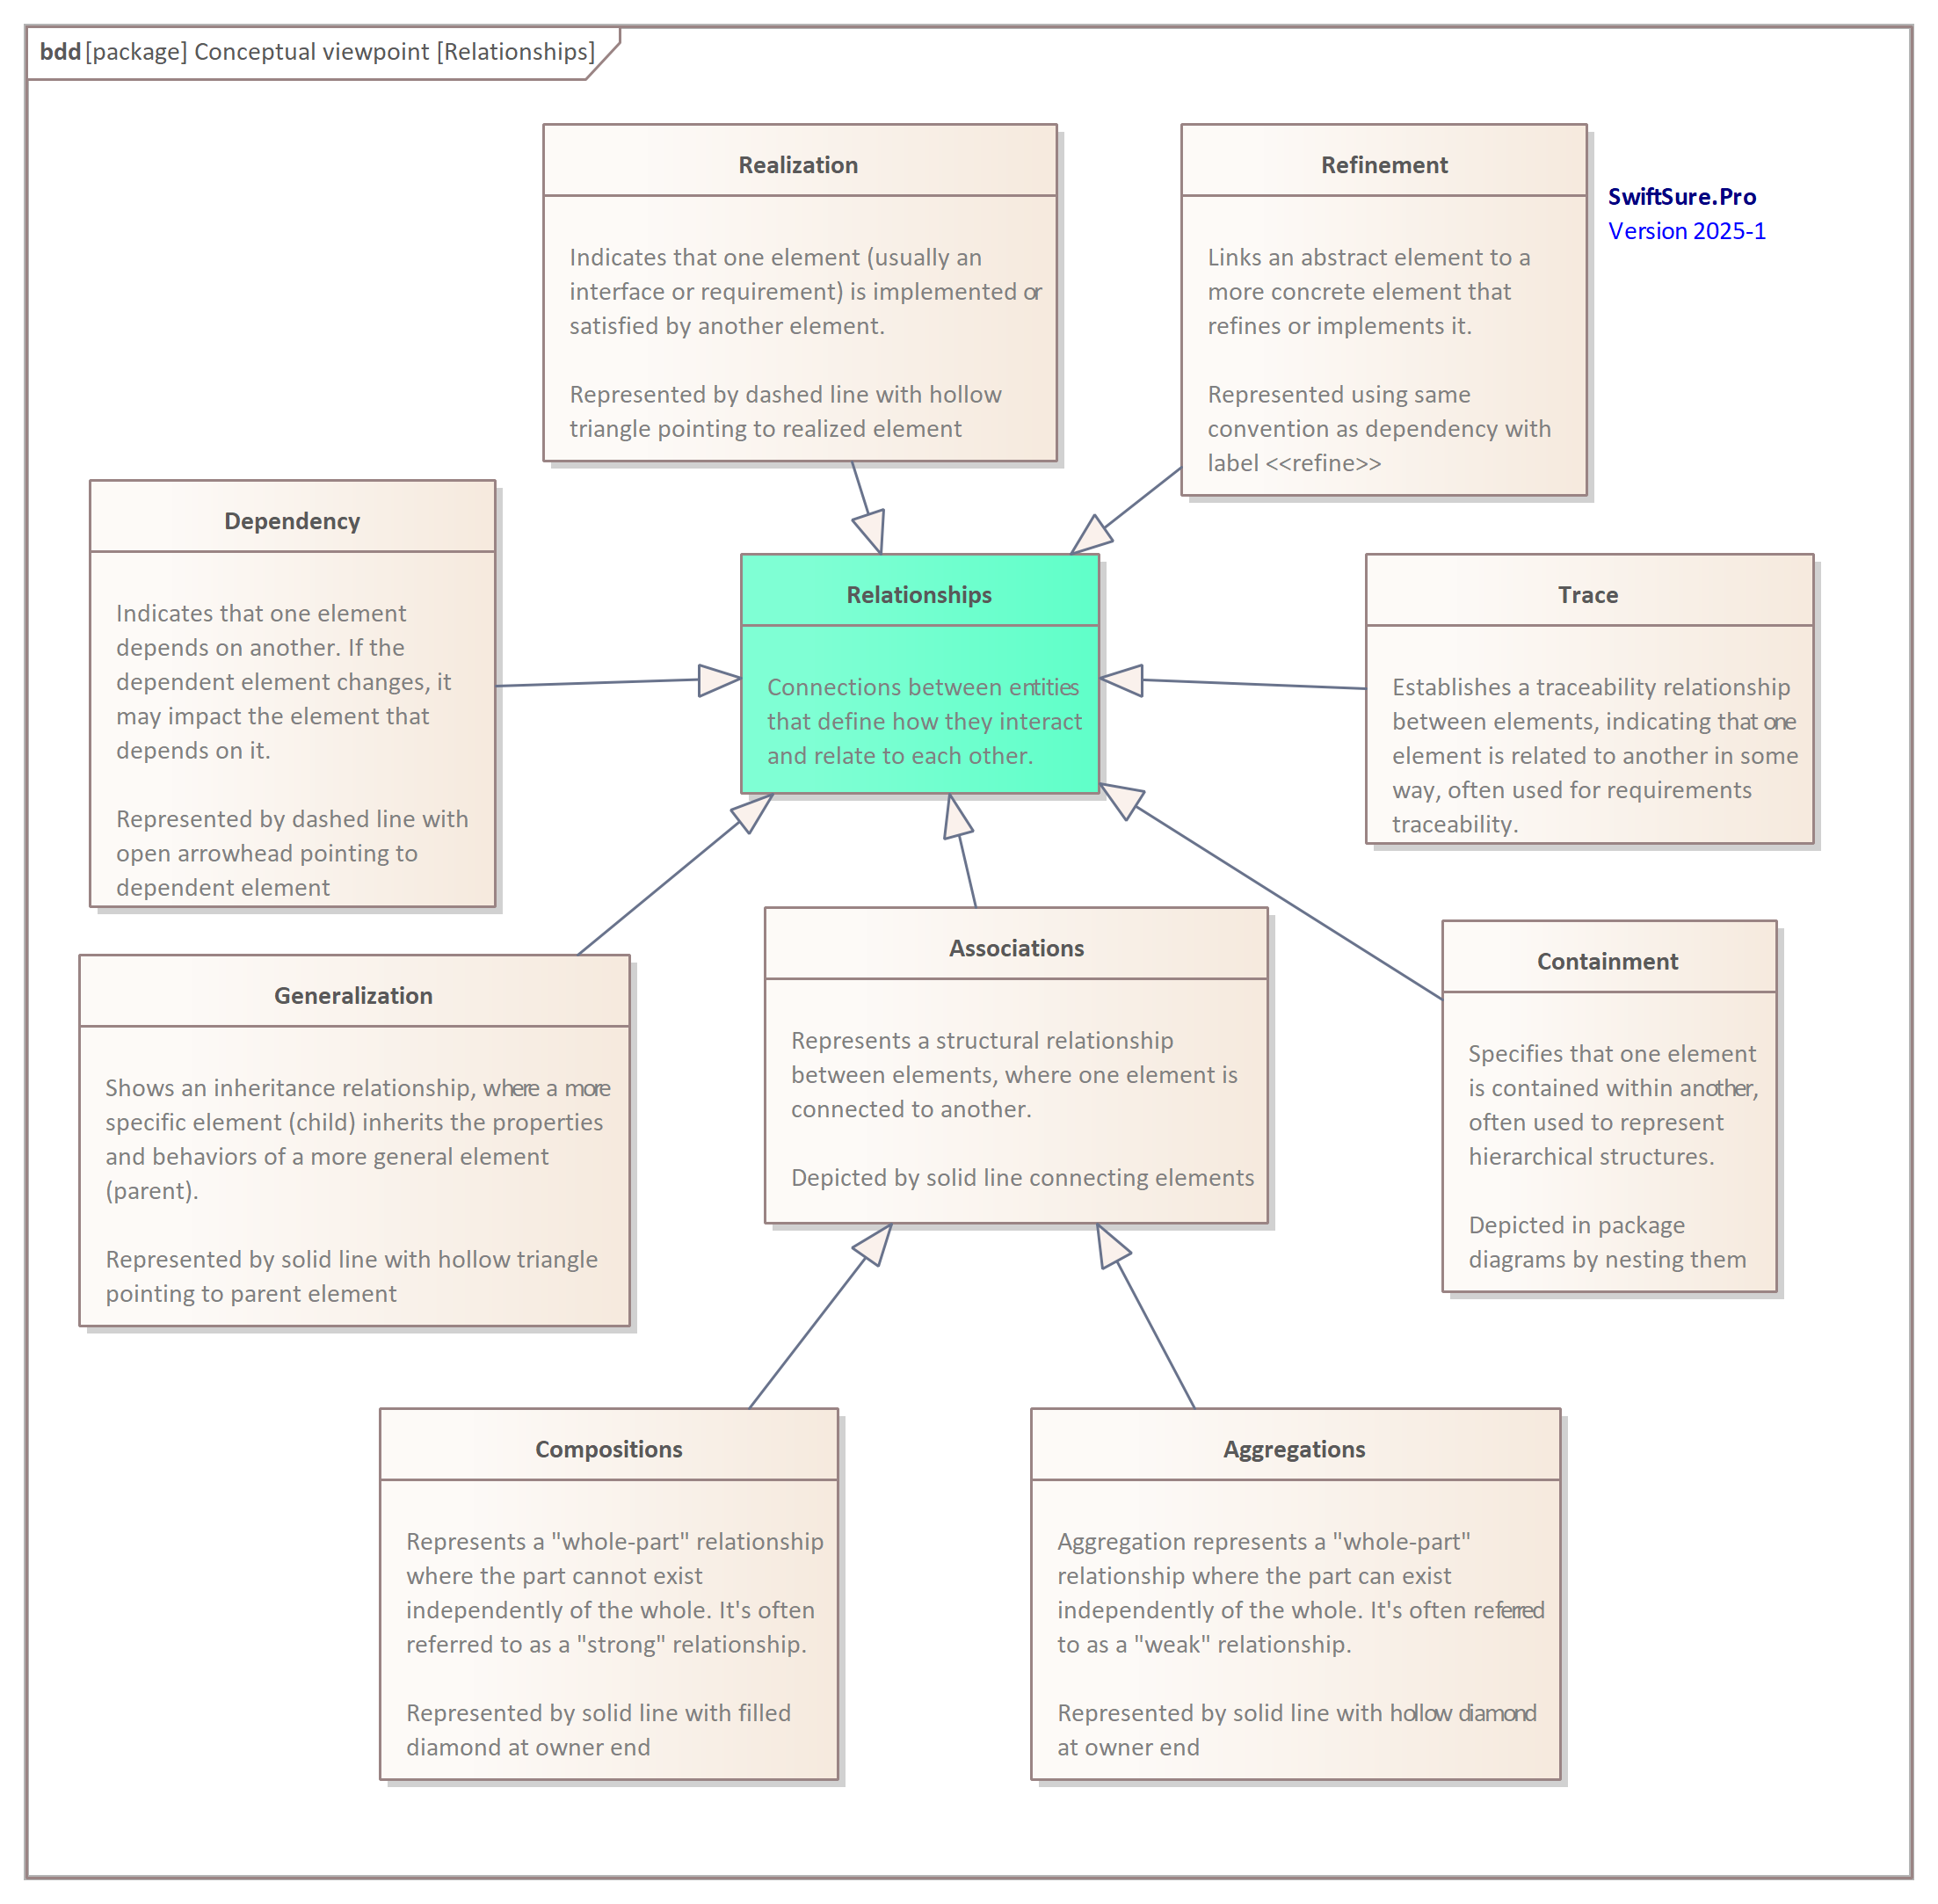 bdd [package] Conceptual viewpoint [Relationships]
Realization
Indicates that one element (usually an
interface or requirement) is implemented or
satisfied by another element.
Represented by dashed line with hollow
triangle pointing to realized element
Refinement
Links an abstract element to a
more concrete element that
refines or implements it.
Represented using same
convention as dependency with
label <<refine>>
SwiftSure.Pro
Version 2025-1
Dependency
Indicates that one element
depends on another. If the
dependent element changes, it
may impact the element that
depends on it.
Represented by dashed line with
open arrowhead pointing to
dependent element
Relationships
Connections between entities
that define how they interact
and relate to each other.
Trace
Establishes a traceability relationship
between elements, indicating that one
element is related to another in some
way, often used for requirements
traceability.
Generalization
Shows an inheritance relationship, where a more
specific element (child) inherits the properties
and behaviors of a more general element
(parent).
Represented by solid line with hollow triangle
pointing to parent element
Associations
Represents a structural relationship
between elements, where one element is
connected to another.
Depicted by solid line connecting elements
Containment
Specifies that one element
is contained within another,
often used to represent
hierarchical structures.
Depicted in package
diagrams by nesting them
Compositions
Represents a "whole-part" relationship
where the part cannot exist
independently of the whole. It's often
referred to as a "strong" relationship.
Represented by solid line with filled
diamond at owner end
Aggregations
Aggregation represents a "whole-part"
relationship where the part can exist
independently of the whole. It's often referred
to as a "weak" relationship.
Represented by solid line with hollow diamond
at owner end